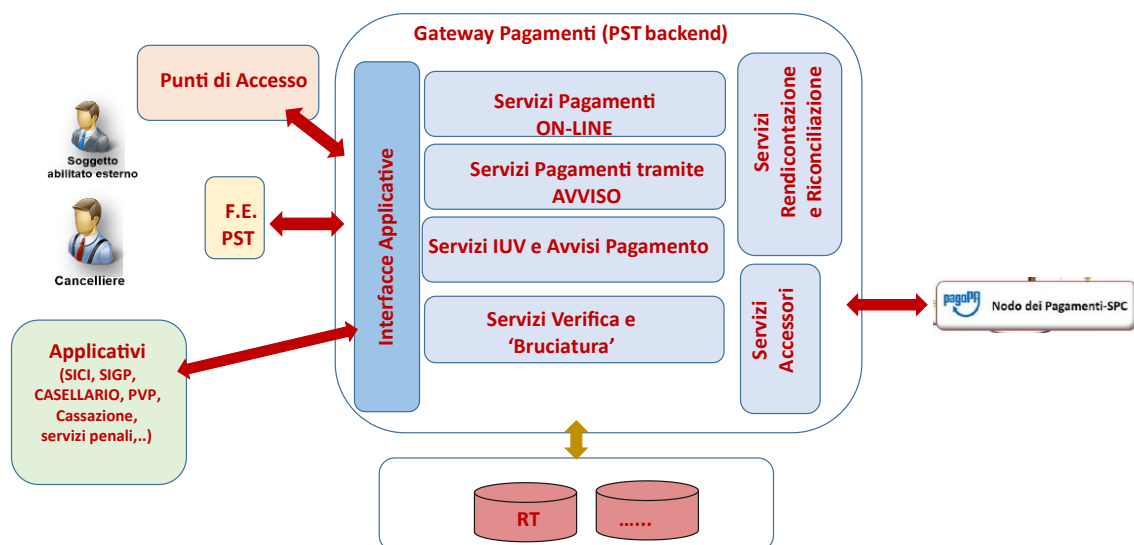 Gateway Pagamenti (PST backend)
Punti di Accesso
Soggetto
abilitato esterno
Cancelliere
F.E.
PST
Applicativi
(SICI, SIGP,
CASELLARIO, PVP,
Cassazione,
servizi penali,..)
Interfacce Applicative
Servizi Pagamenti
ON-LINE
Servizi Pagamenti tramite
AVVISO
Servizi IUV e Avvisi Pagamento
Servizi Verifica e
‘Bruciatura’
Servizi
Rendicontazione
e Riconciliazione
Servizi
Accessori
pagoPA
Nodo dei Pagamenti-SPC
RT
…...